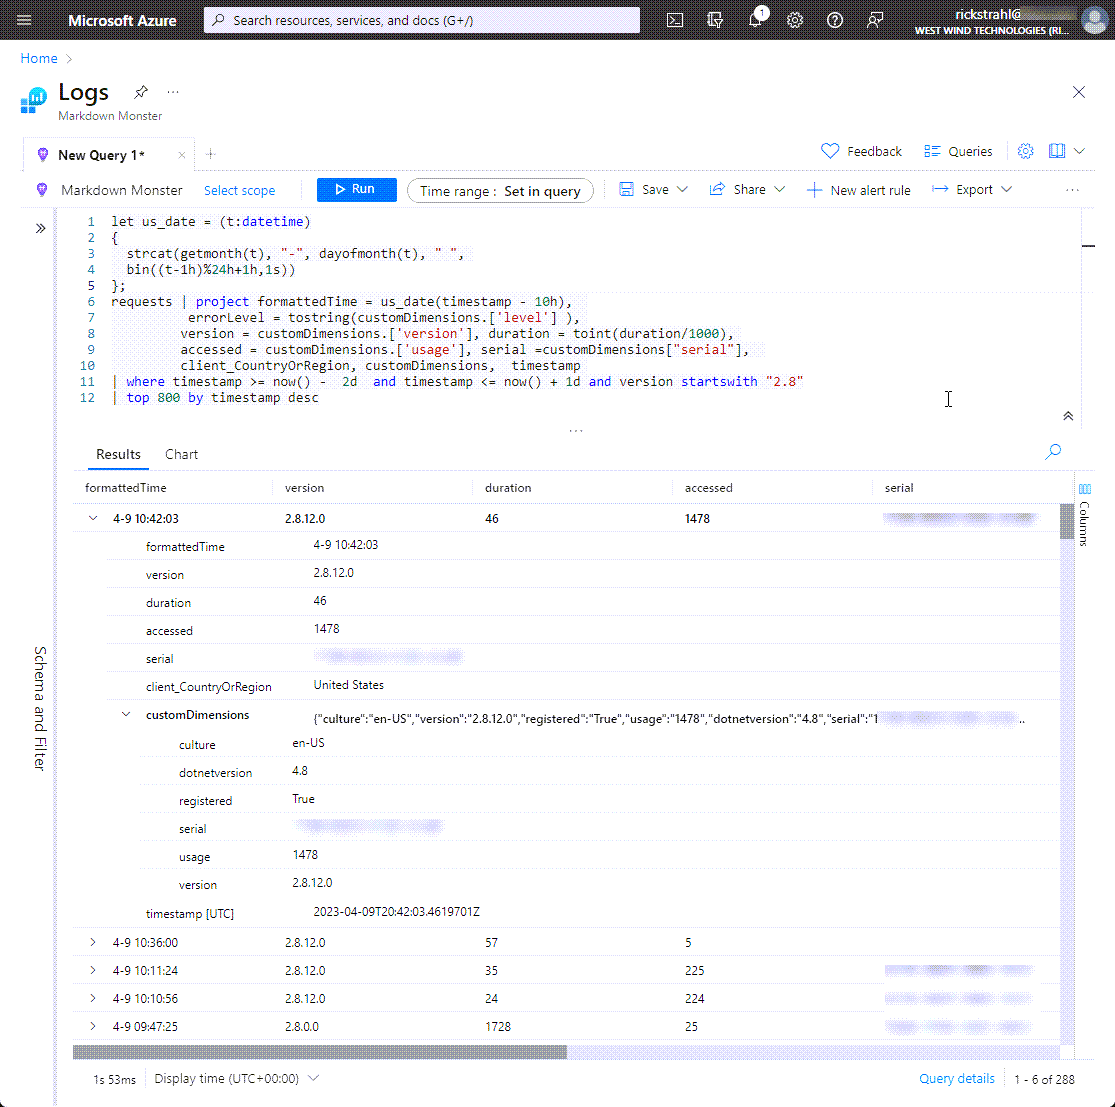 Microsoft Azure
Search resources, services, and docs (G+/)
1
rickstrahl@
WEST WIND TECHNOLOGIES (RI...
Home
Logs
...
Markdown Monster
New Query 1*
Feedback
Queries
Markdown Monster
Select scope
Run
Time range : Set in query
Save
Share
New alert rule
Export
...
1 let us_date = (t:datetime)
2 {
3 strcat(getmonth(t), "-", dayofmonth(t), " ",
4 bin((t-1h)%24h+1h,1s))
5 };
6 requests | project formattedTime = us_date(timestamp - 10h),
7 errorLevel = tostring(customDimensions.['level'] ),
8 version = customDimensions.['version'], duration = toint(duration/1000),
9 accessed = customDimensions.['usage'], serial =customDimensions["serial"],
10 client_CountryOrRegion, customDimensions, timestamp
11 | where timestamp >= now() - 2d and timestamp <= now() + 1d and version startswith "2.8"
12 | top 800 by timestamp desc
...
Results Chart
formattedTime version duration accessed serial
Columns
4-9 10:42:03 2.8.12.0 46 1478
formattedTime 4-9 10:42:03
version 2.8.12.0
duration 46
accessed 1478
serial
client_CountryOrRegion United States
customDimensions {"culture":"en-US","version":"2.8.12.0","registered":"True","usage":"1478","dotnetversion":"4.8","serial":"1 ..
culture en-US
dotnetversion 4.8
registered True
serial
usage 1478
version 2.8.12.0
timestamp [UTC] 2023-04-09T20:42:03.4619701Z
4-9 10:36:00 2.8.12.0 57 5
4-9 10:11:24 2.8.12.0 35 225
4-9 10:10:56 2.8.12.0 24 224
4-9 09:47:25 2.8.0.0 1728 25
Schema and Filter
1s 53ms Display time (UTC+00:00)
Query details 1 - 6 of 288